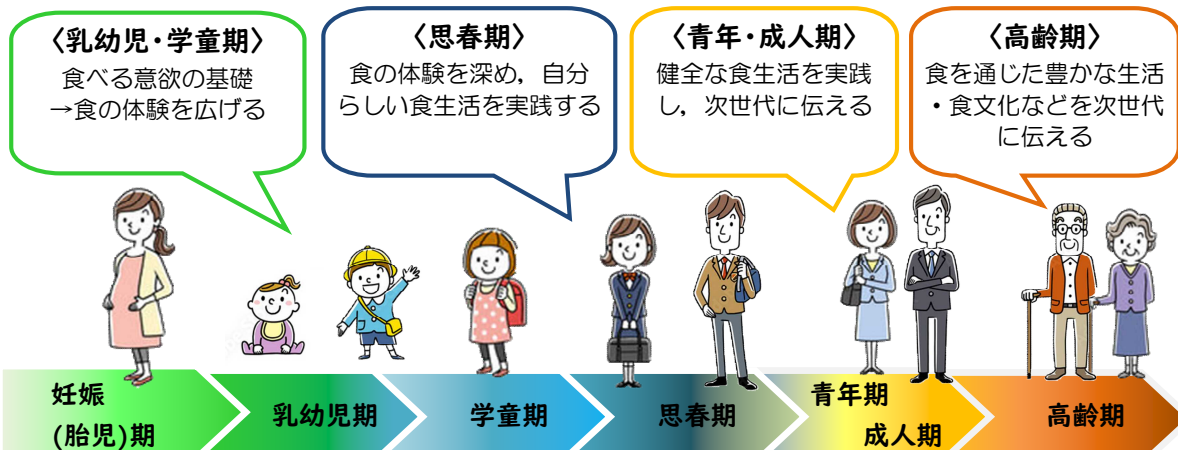 〈乳幼児・学童期〉
食べる意欲の基礎
→食の体験を広げる
〈思春期〉
食の体験を深め，自分
らしい食生活を実践する
〈青年・成人期〉
健全な食生活を実践
し，次世代に伝える
〈高齢期〉
食を通じた豊かな生活
・食文化などを次世代
に伝える
妊娠
(胎児)期
乳幼児期
学童期
思春期
青年期
成人期
高齢期